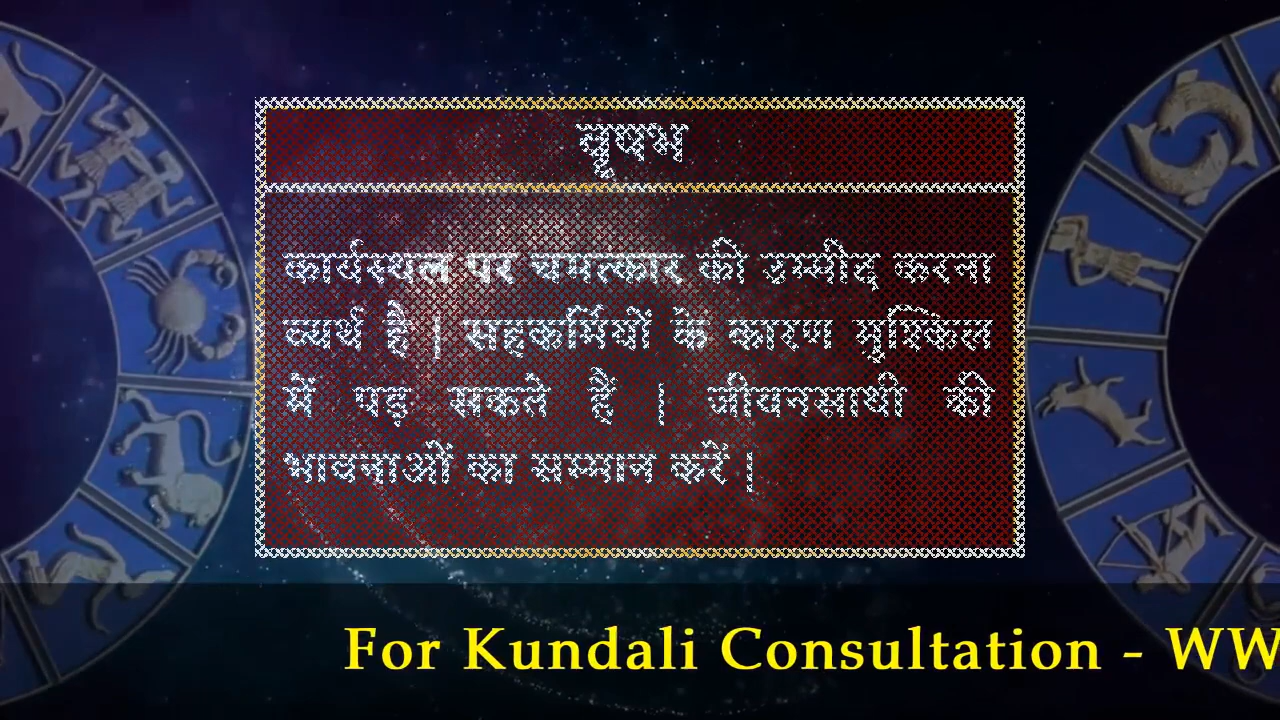 वृषभ
कार्यस्थल पर चमत्कार की उम्मीद करना
व्यर्थ है | सहकर्मियों के कारण मुश्किल
में पड़ सकते हैं | जीवनसाथी की
भावनाओं का सम्मान करें |
For Kundali Consultation - WW